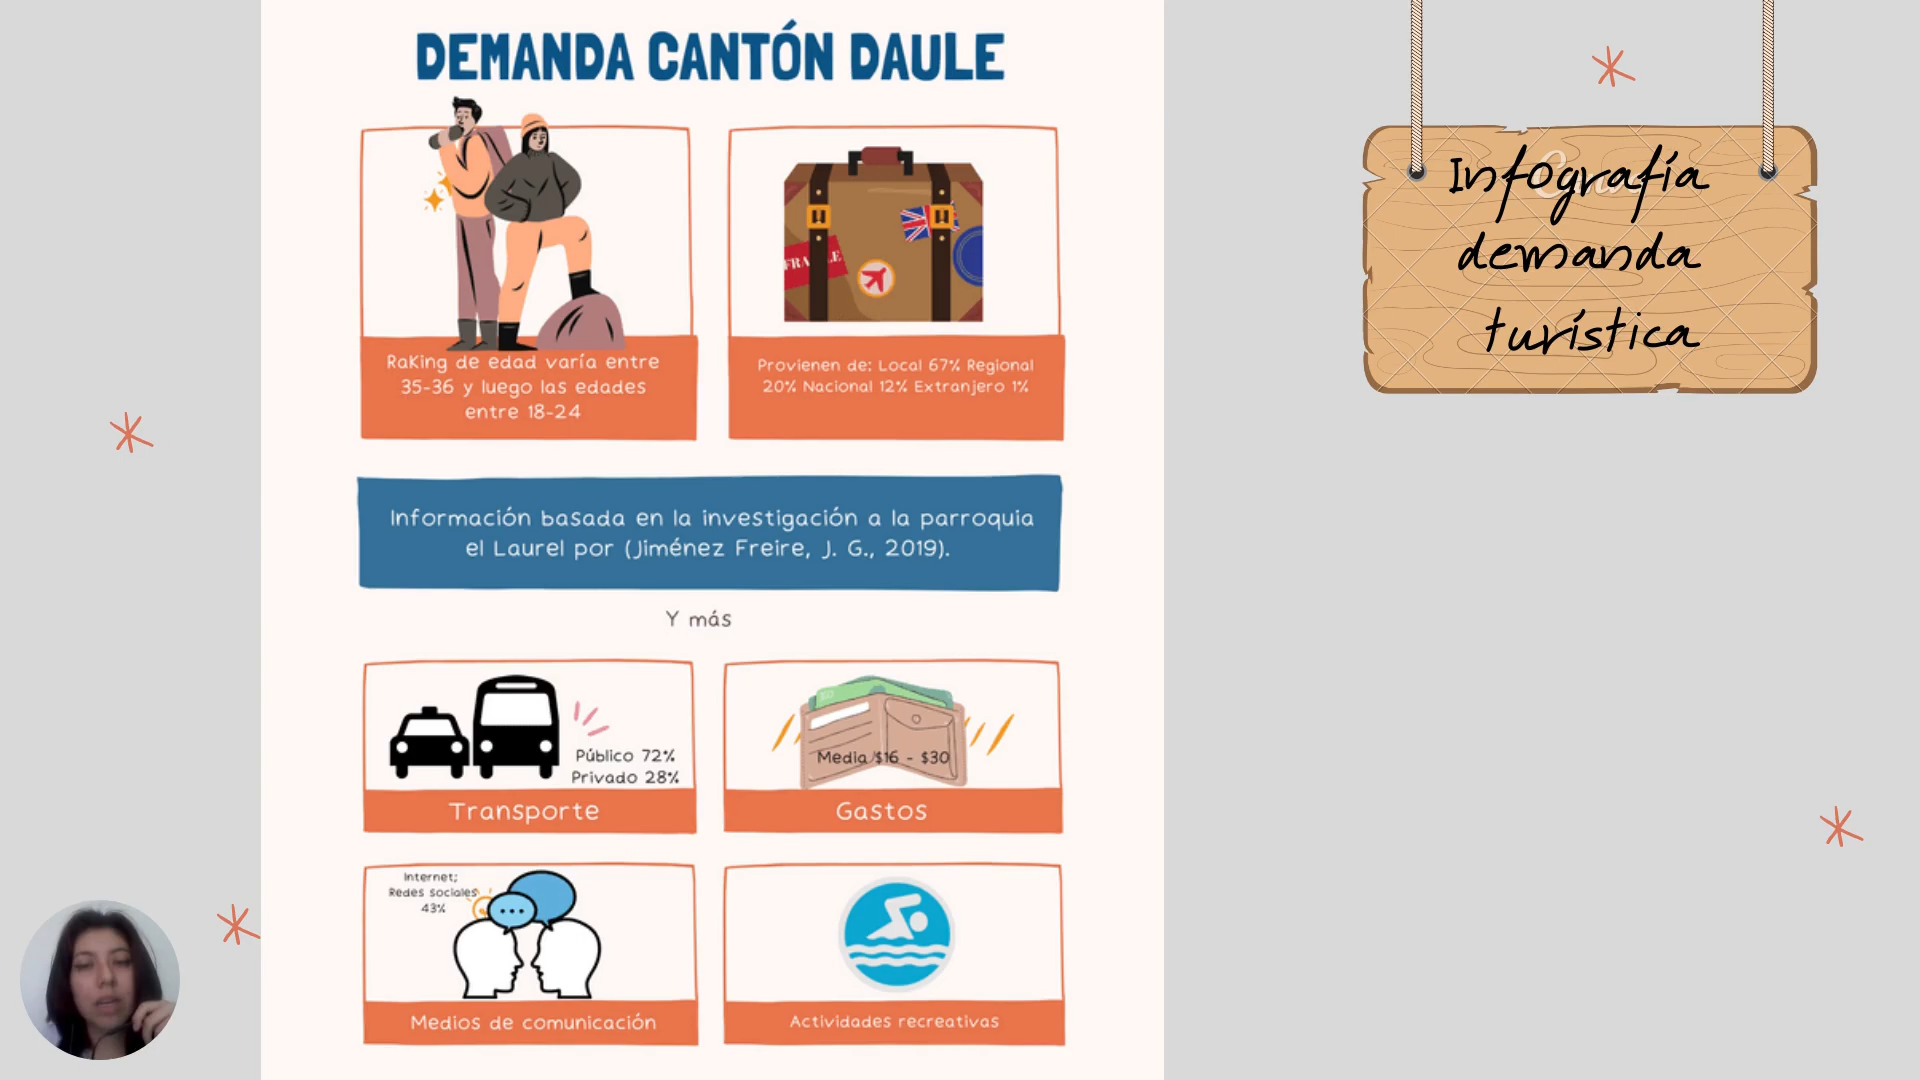 DEMANDA CANTÓN DAULE
FRAGILE
RaKing de edad varía entre
35-36 y luego las edades
entre 18-24
Provienen de: Local 67% Regional
20% Nacional 12% Extranjero 1%
Información basada en la investigación a la parroquia
el Laurel por (Jiménez Freire, J. G., 2019).
Y más
Público 72%
Privado 28%
Transporte
Media $16 - $30
Gastos
Internet;
Redes sociales
43%
Medios de comunicación
Actividades recreativas
Infografía
demanda
turística